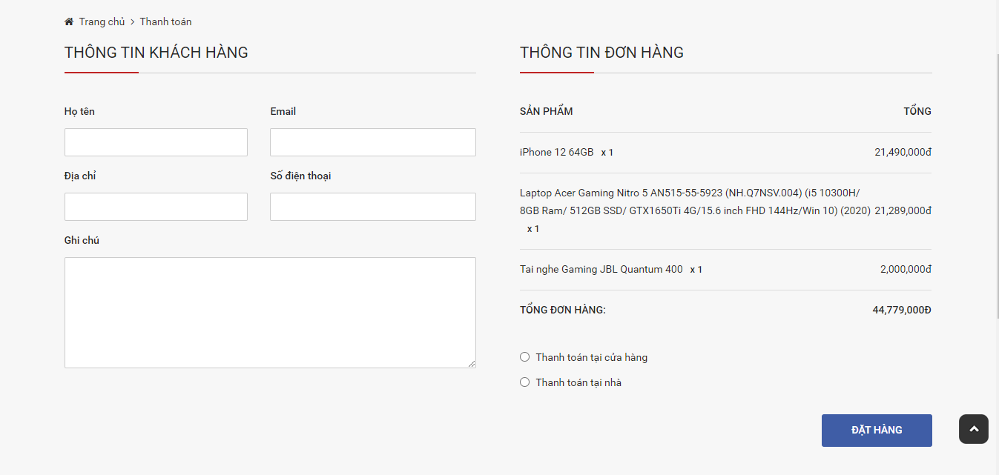 Trang chủ > Thanh toán
THÔNG TIN KHÁCH HÀNG
Họ tên
Email
Địa chỉ
Số điện thoại
Ghi chú
THÔNG TIN ĐƠN HÀNG
SẢN PHẨM TỔNG
iPhone 12 64GB x 1 21,490,000đ
Laptop Acer Gaming Nitro 5 AN515-55-5923 (NH.Q7NSV.004) (i5 10300H/
8GB Ram/ 512GB SSD/ GTX1650Ti 4G/15.6 inch FHD 144Hz/Win 10) (2020) 21,289,000đ
x 1
Tai nghe Gaming JBL Quantum 400 x 1 2,000,000đ
TỔNG ĐƠN HÀNG: 44,779,000Đ
Thanh toán tại cửa hàng
Thanh toán tại nhà
ĐẶT HÀNG